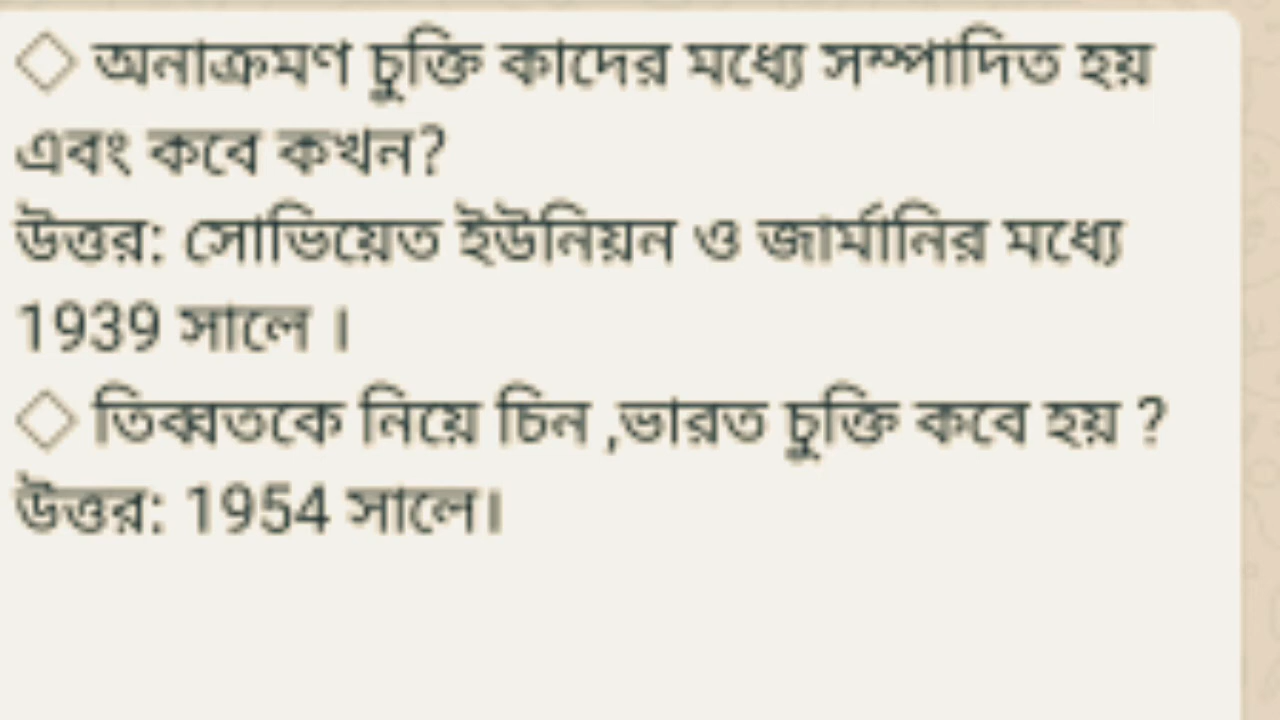 ◇ অনাক্রমণ চুক্তি কাদের মধ্যে সম্পাদিত হয়
এবং কবে কখন?
উত্তর: সোভিয়েত ইউনিয়ন ও জার্মানির মধ্যে
1939 সালে ।
◇ তিব্বতকে নিয়ে চিন ,ভারত চুক্তি কবে হয় ?
উত্তর: 1954 সালে।